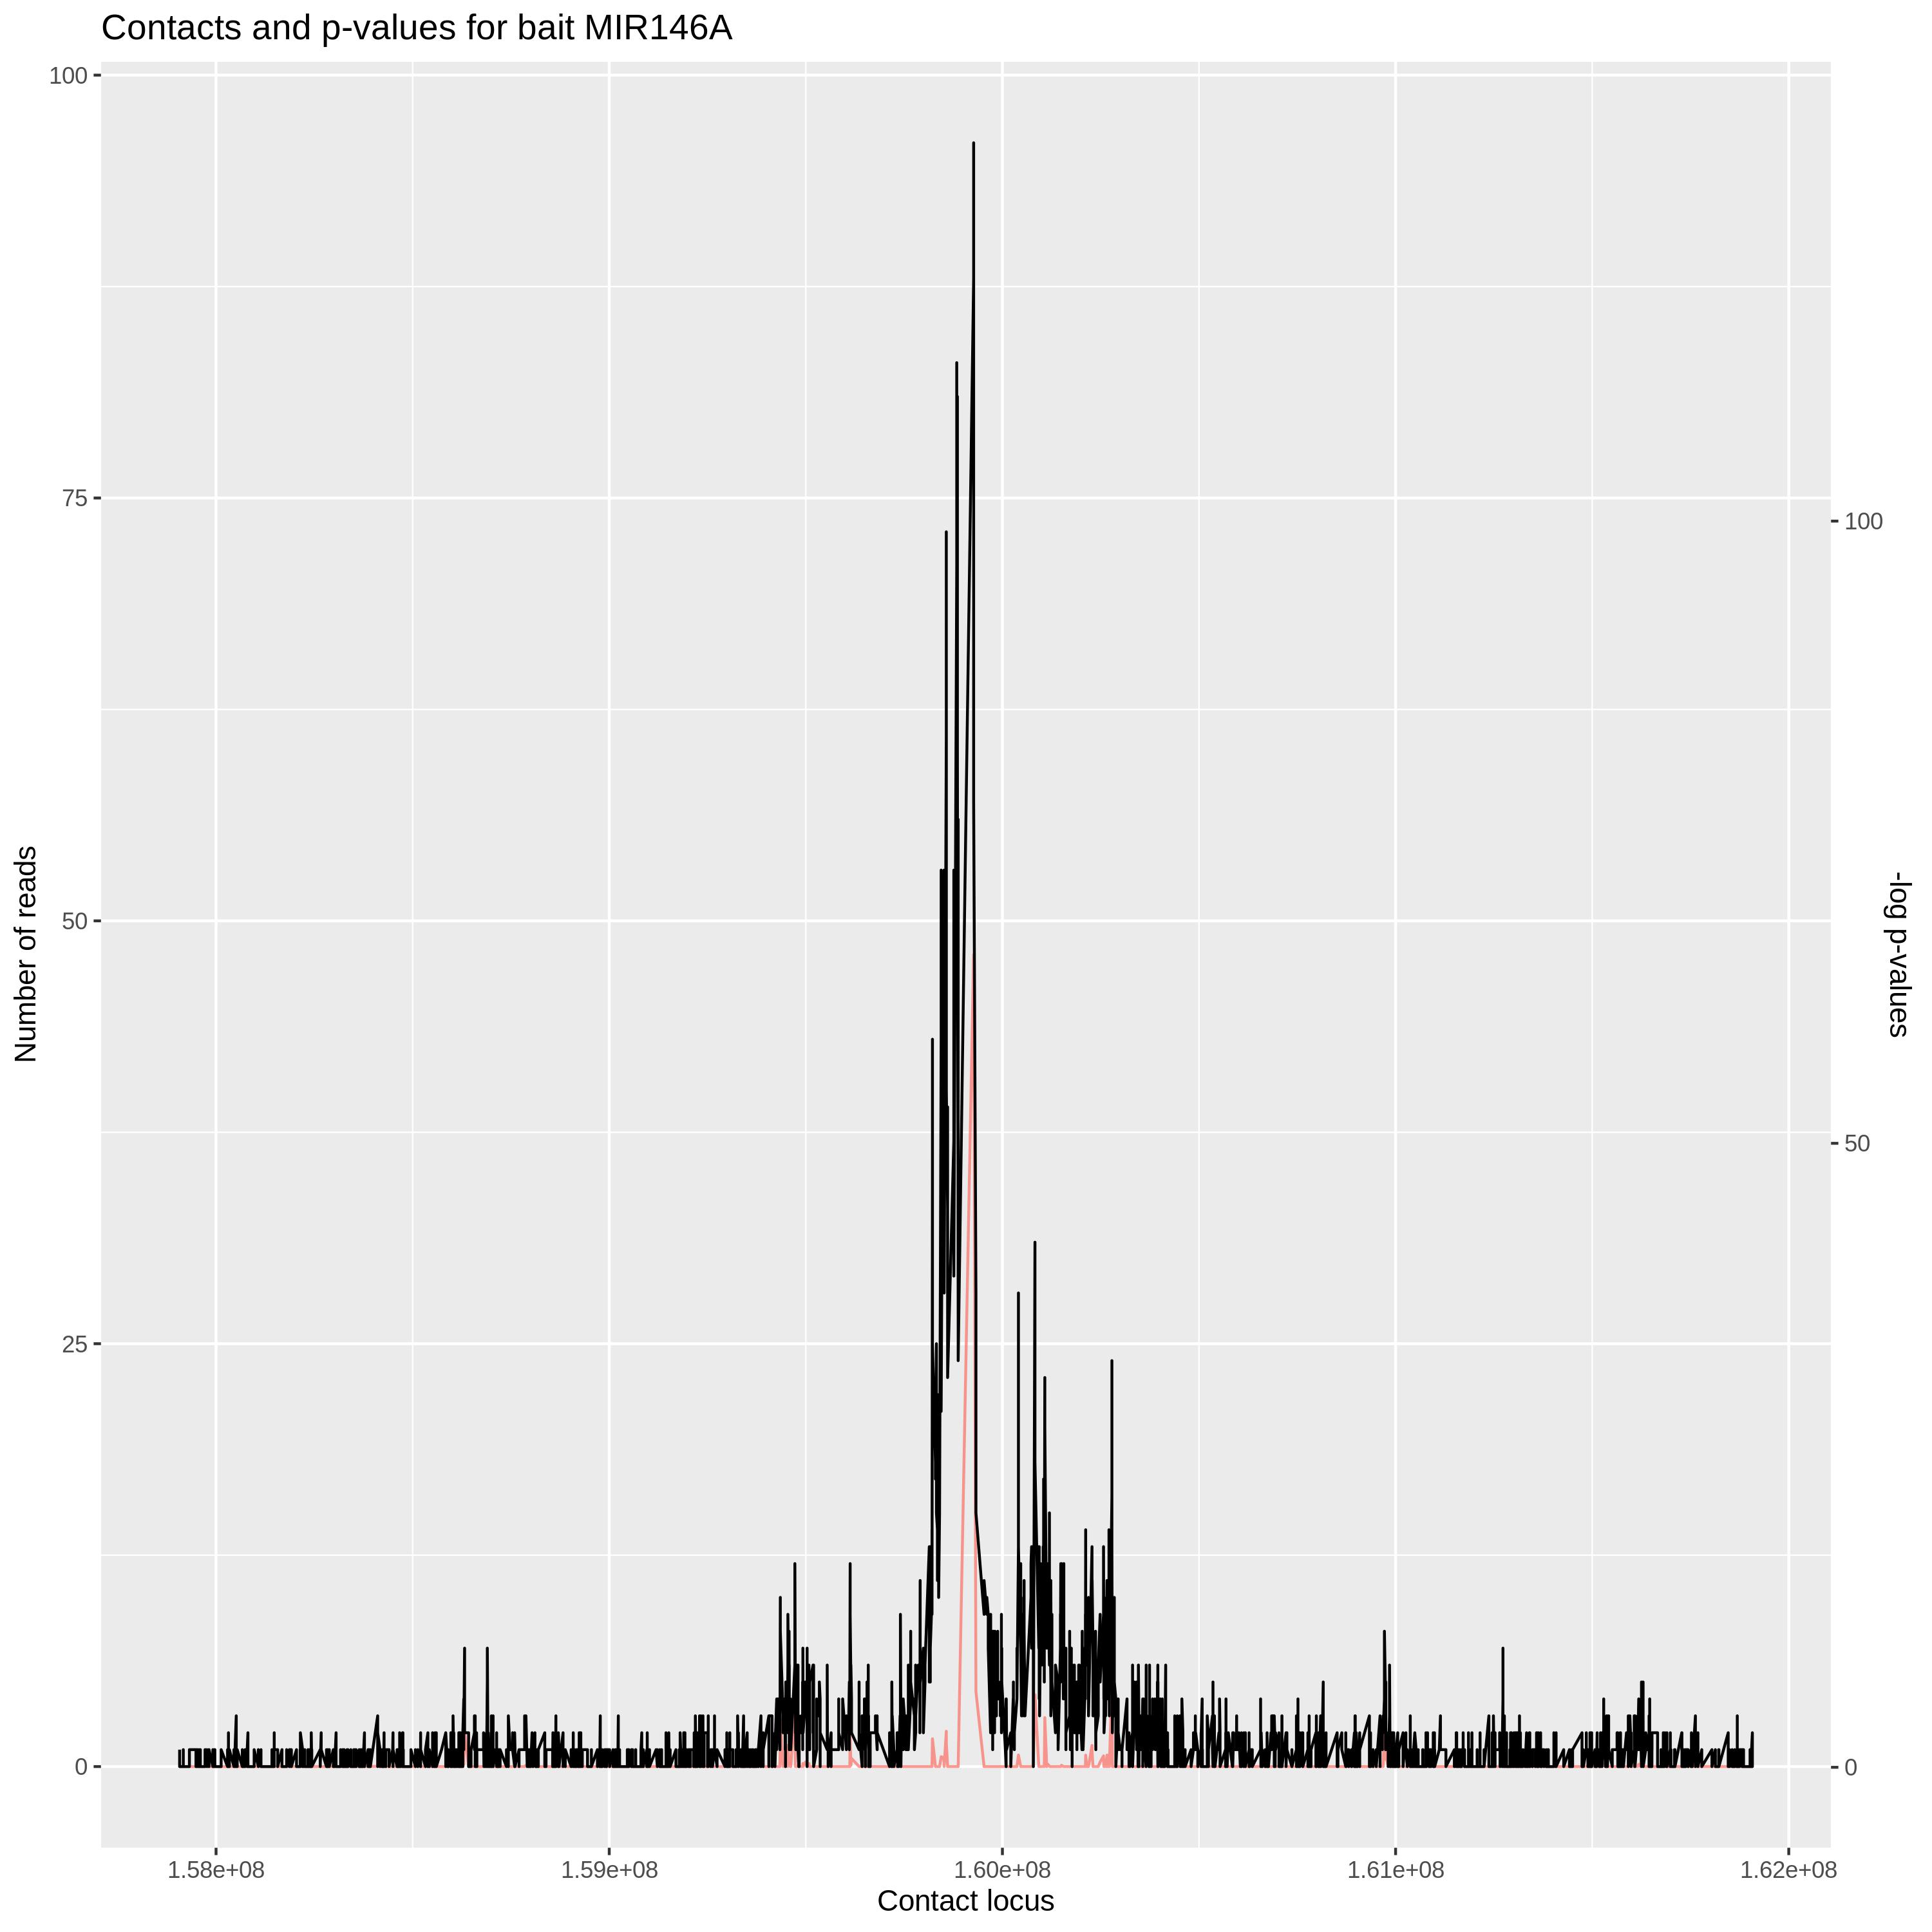 Contacts and p-values for bait MIR146A
100
75
50
25
0
Number of reads
100
50
0
-log p-values
1.58e+08
1.59e+08
1.60e+08
1.61e+08
1.62e+08
Contact locus